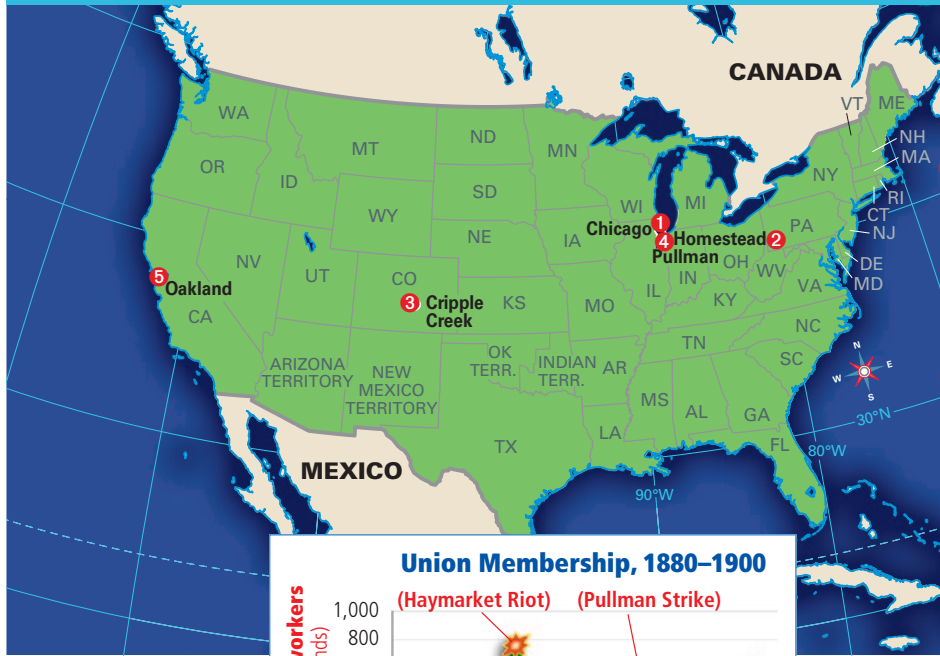 CANADA
VT
ME
WA
NH
MA
MT
ND
MN
OR
ID
SD
WI
MI
NY
RI
CT
NJ
WY
Chicago
1
4
Homestead
2
PA
Pullman
IA
NE
OH
DE
MD
NV
UT
CO
5
Oakland
3
Cripple
Creek
KS
MO
IL
IN
WV
VA
KY
CA
NC
TN
ARIZONA
TERRITORY
NEW
MEXICO
TERRITORY
OK
TERR.
INDIAN
TERR.
AR
SC
N
E
W
S
MS
AL
GA
30°N
TX
LA
FL
80°W
MEXICO
90°W
Union Membership, 1880–1900
(Haymarket Riot) (Pullman Strike)
1,000
800
workers